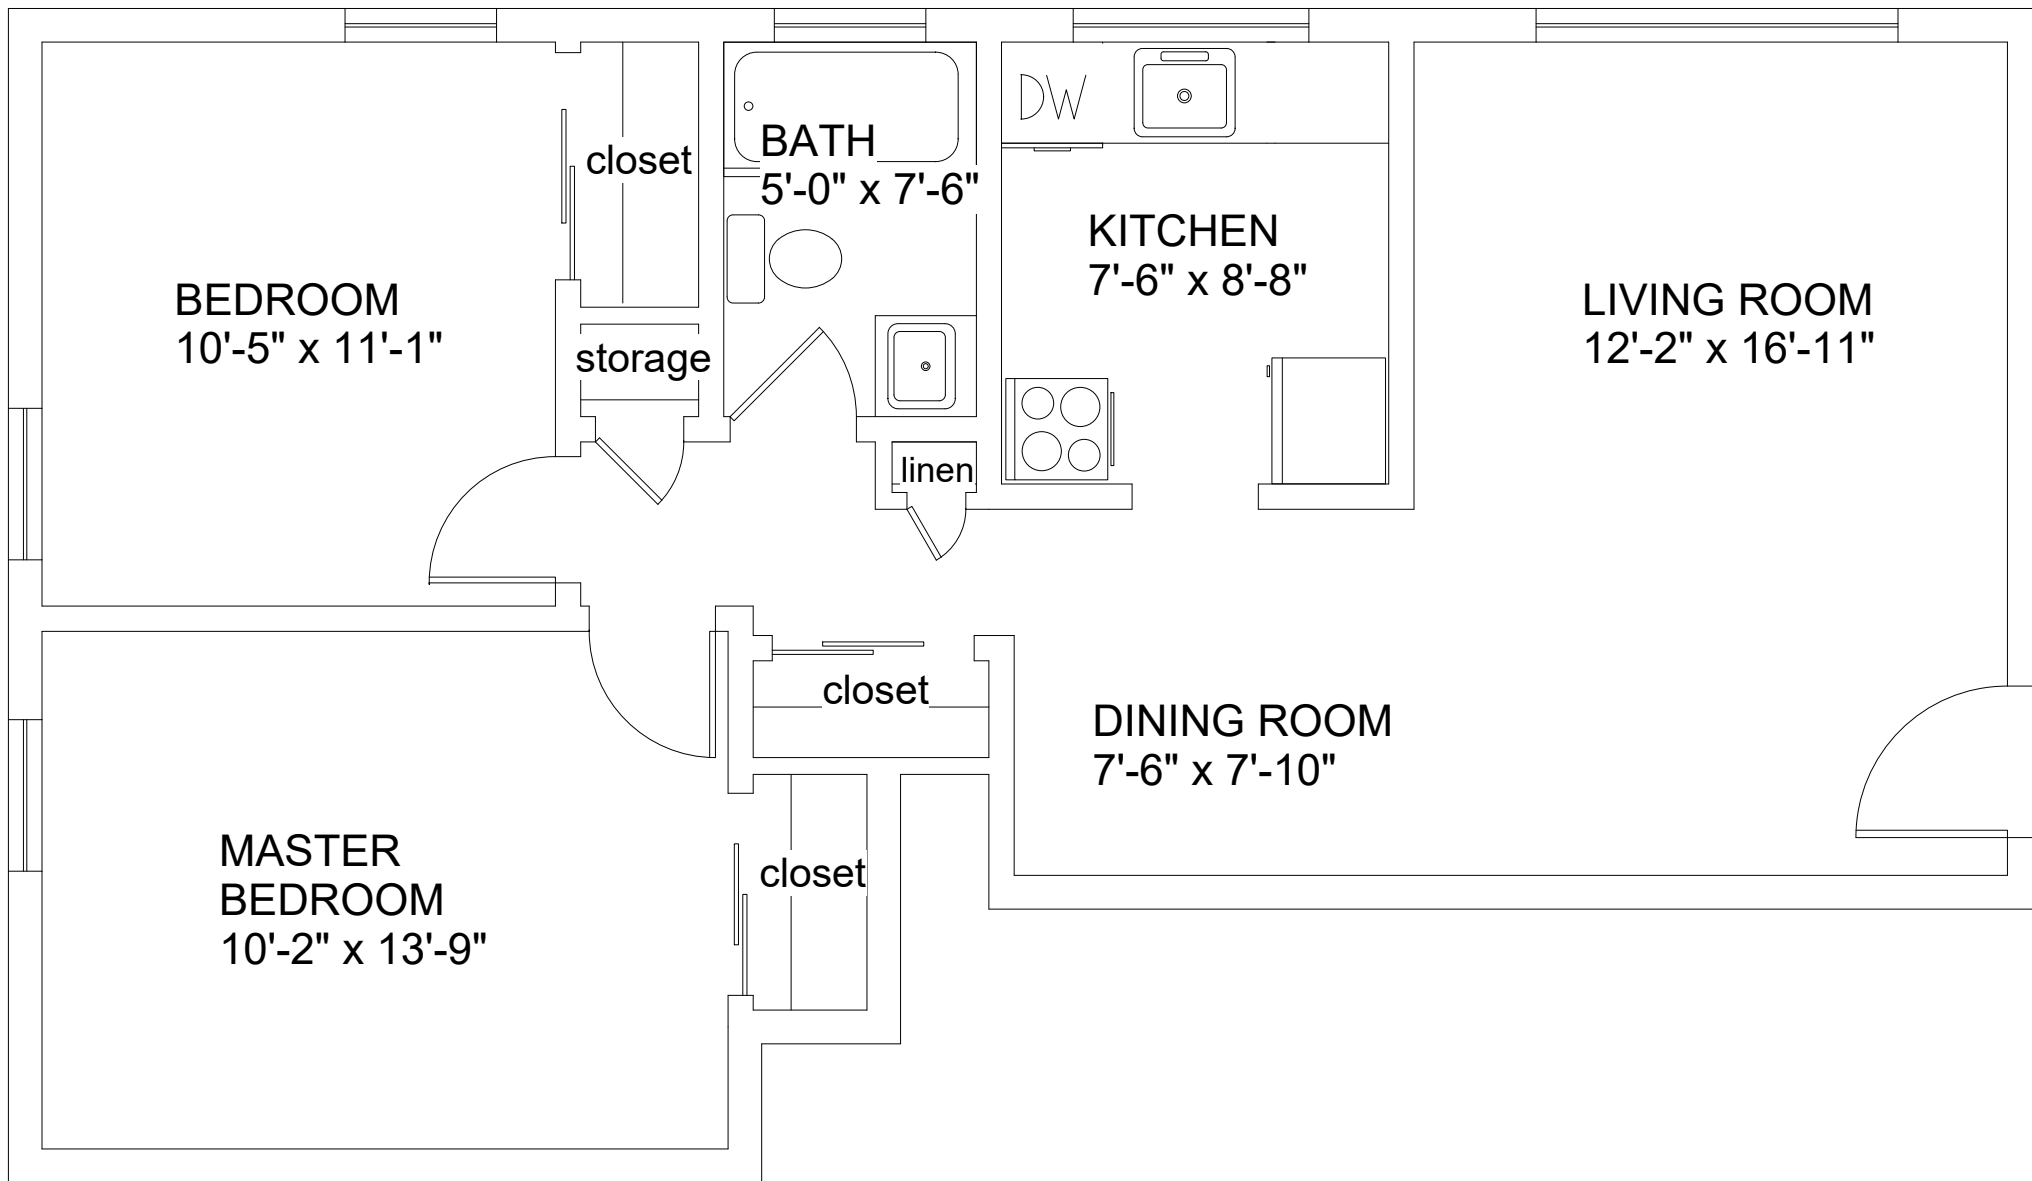 BEDROOM
10'-5" x 11'-1"
closet
storage
BATH
5'-0" x 7'-6"
linen
DW
KITCHEN
7'-6" x 8'-8"
LIVING ROOM
12'-2" x 16'-11"
closet
DINING ROOM
7'-6" x 7'-10"
MASTER
BEDROOM
10'-2" x 13'-9"
closet